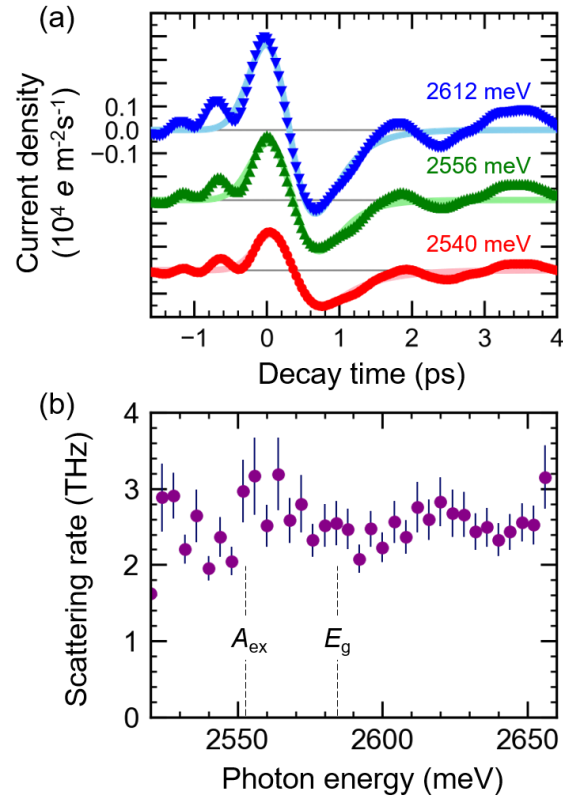 (a)
Current density
(10⁴ e m⁻²s⁻¹)
0.1
0.0
−0.1
2612 meV
2556 meV
2540 meV
−1 0 1 2 3 4
Decay time (ps)
(b)
Scattering rate (THz)
4
3
2
1
0
A_ex
E_g
2550 2600 2650
Photon energy (meV)